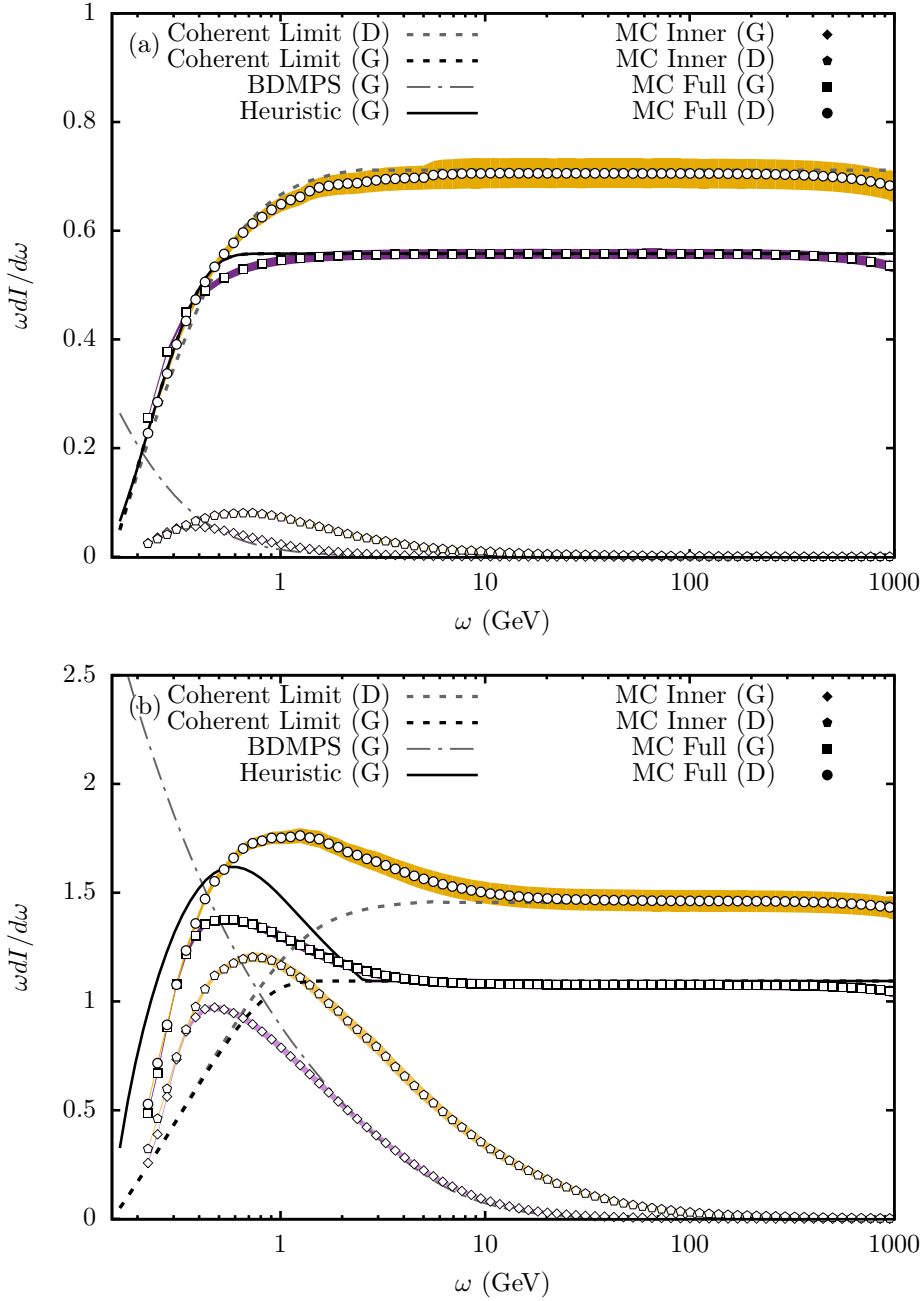 1
0.8
0.6
0.4
0.2
0
ωdI/dω
(a)
Coherent Limit (D)
Coherent Limit (G)
BDMPS (G)
Heuristic (G)
MC Inner (G)
MC Inner (D)
MC Full (G)
MC Full (D)
1 10 100 1000
ω (GeV)
2.5
2
1.5
1
0.5
0
ωdI/dω
(b)
Coherent Limit (D)
Coherent Limit (G)
BDMPS (G)
Heuristic (G)
MC Inner (G)
MC Inner (D)
MC Full (G)
MC Full (D)
1 10 100 1000
ω (GeV)